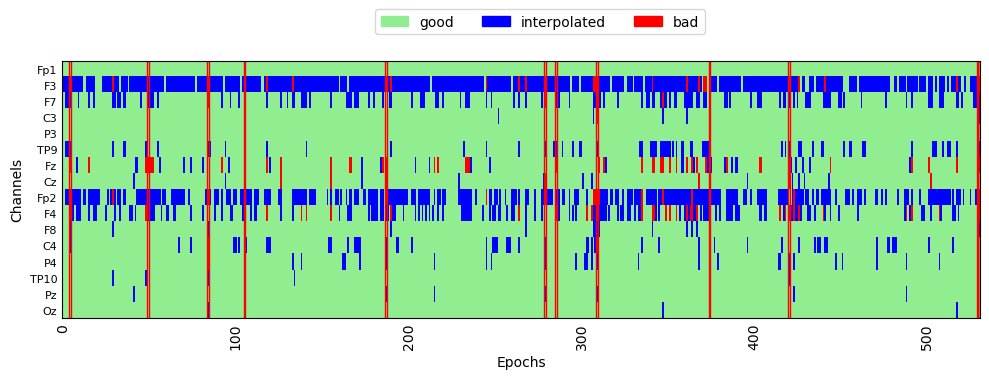 good interpolated bad
Fp1
F3
F7
C3
P3
TP9
Fz
Cz
Fp2
F4
F8
C4
P4
TP10
Pz
Oz
Channels
0 100 200 300 400 500
Epochs